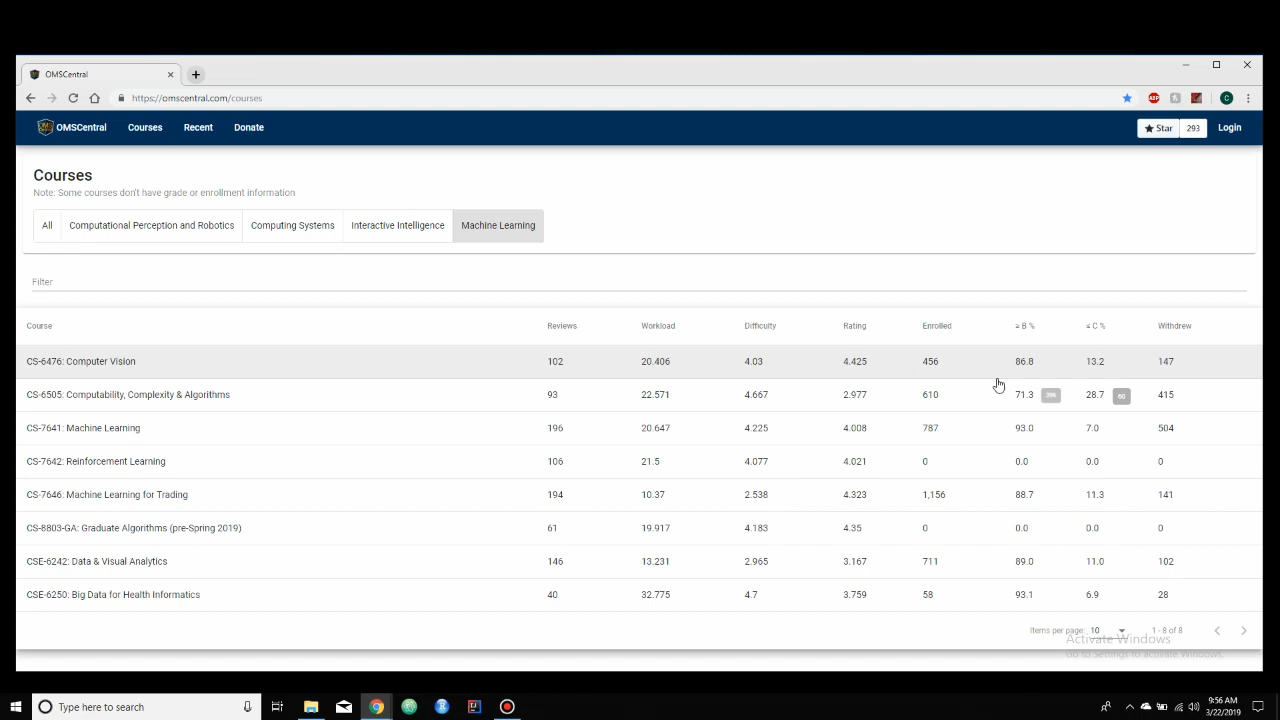 OMSCentral
https://omscentral.com/courses
ABP
C
OMSCentral Courses Recent Donate
Star 293 Login
Courses
Note: Some courses don't have grade or enrollment information
All Computational Perception and Robotics Computing Systems Interactive Intelligence Machine Learning
Filter
Course Reviews Workload Difficulty Rating Enrolled ≥ B % ≤ C % Withdrew
CS-6476: Computer Vision 102 20.406 4.03 4.425 456 86.8 13.2 147
CS-6505: Computability, Complexity & Algorithms 93 22.571 4.667 2.977 610 71.3 28.7 415
CS-7641: Machine Learning 196 20.647 4.225 4.008 787 93.0 7.0 504
CS-7642: Reinforcement Learning 106 21.5 4.077 4.021 0 0.0 0.0 0
CS-7646: Machine Learning for Trading 194 10.37 2.538 4.323 1,156 88.7 11.3 141
CS-8803-GA: Graduate Algorithms (pre-Spring 2019) 61 19.917 4.183 4.35 0 0.0 0.0 0
CSE-6242: Data & Visual Analytics 146 13.231 2.965 3.167 711 89.0 11.0 102
CSE-6250: Big Data for Health Informatics 40 32.775 4.7 3.759 58 93.1 6.9 28
Items per page: 10 1 - 8 of 8
Activate Windows
Go to Settings to activate Windows.
Type here to search
9:56 AM
3/22/2019